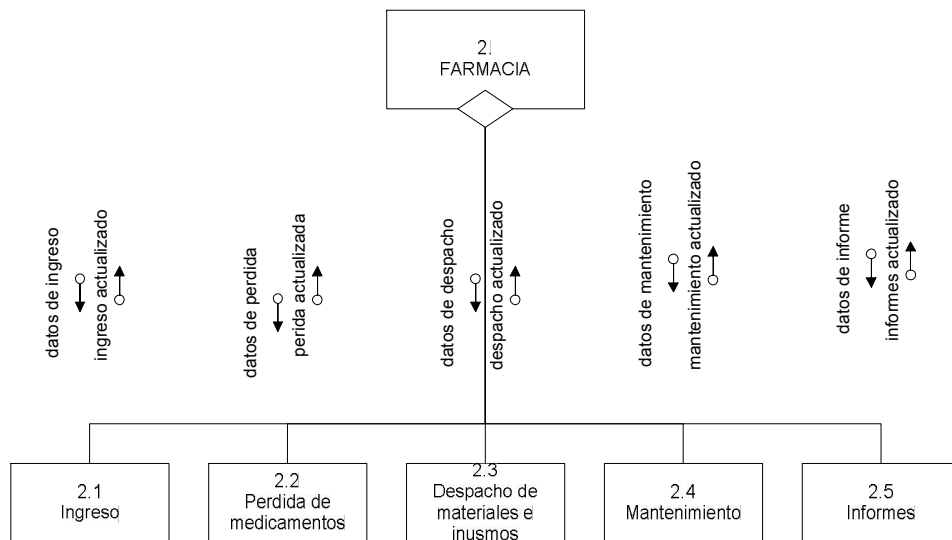 2.
FARMACIA
datos de ingreso
ingreso actualizado
datos de perdida
perida actualizada
datos de despacho
despacho actualizado
datos de mantenimiento
mantenimiento actualizado
datos de informe
informes actualizado
2.1
Ingreso
2.2
Perdida de
medicamentos
2.3
Despacho de
materiales e
inusmos
2.4
Mantenimiento
2.5
Informes